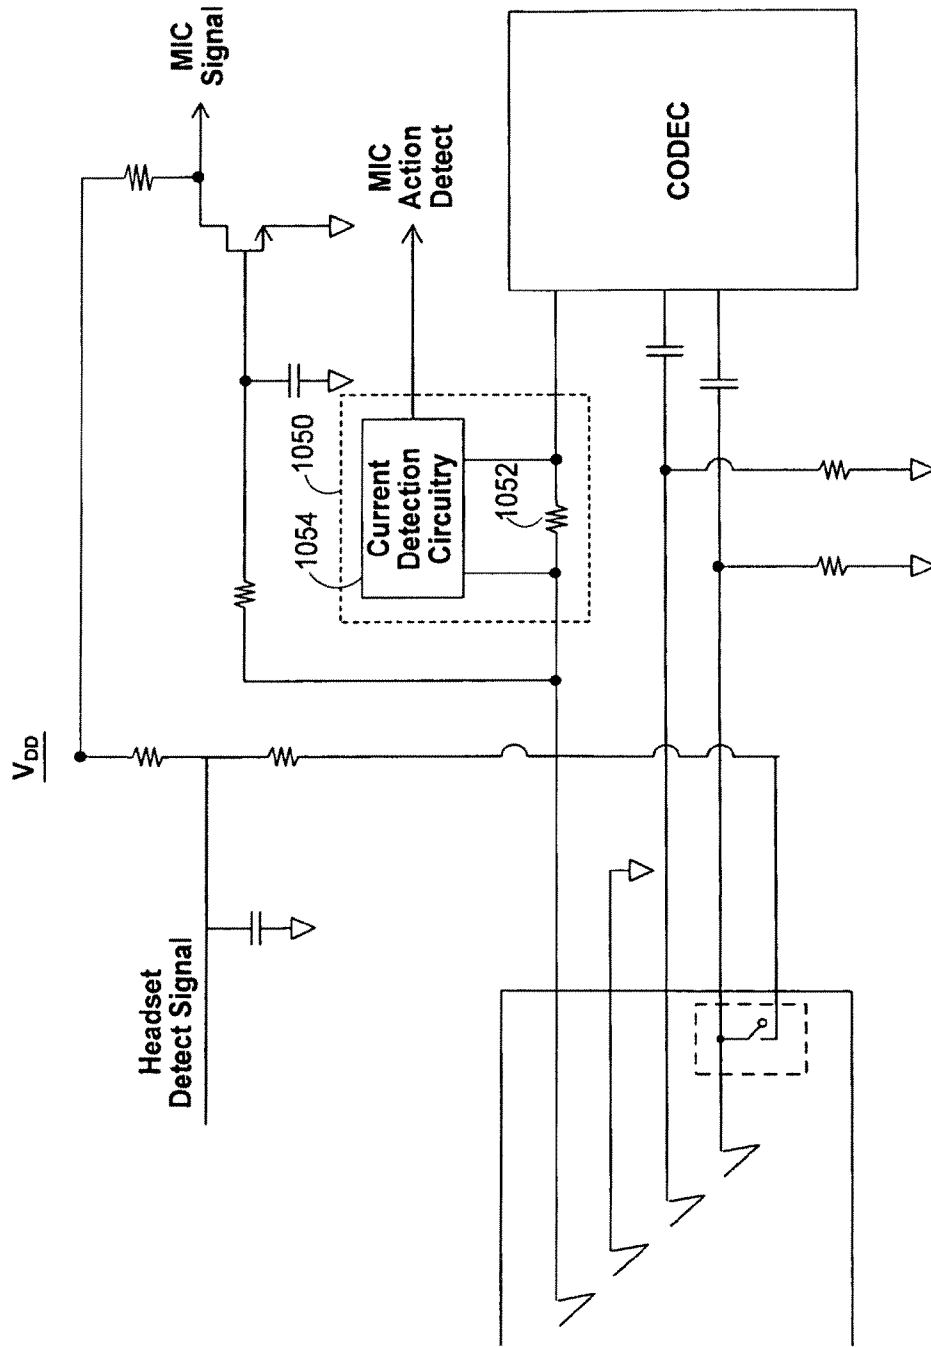 V_DD
MIC
Signal
Headset
Detect Signal
MIC
Action
Detect
1050
1054
Current
Detection
Circuitry
1052
CODEC